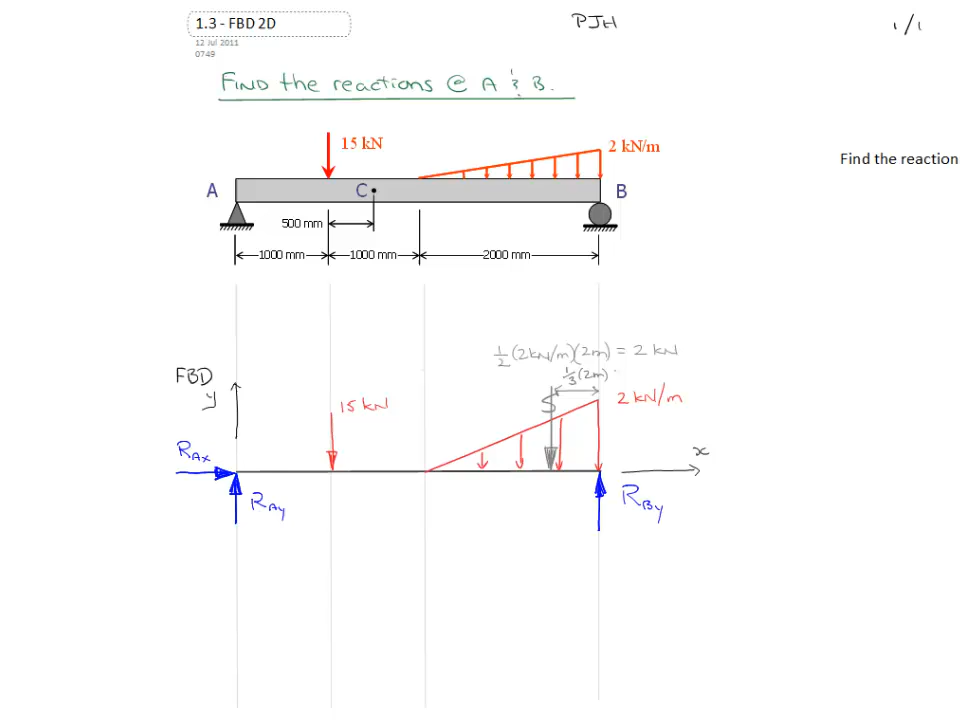 1.3 - FBD 2D
PJH
1/1
12 Jul 2011
0749
FIND the reactions @ A & B.
15 kN
2 kN/m
Find the reaction
A
C
B
500 mm
1000 mm
1000 mm
2000 mm
1/2 (2kN/m)(2m) = 2 kN
1/3 (2m)
FBD
y
15 kN
2 kN/m
x
RAx
RAy
RBy